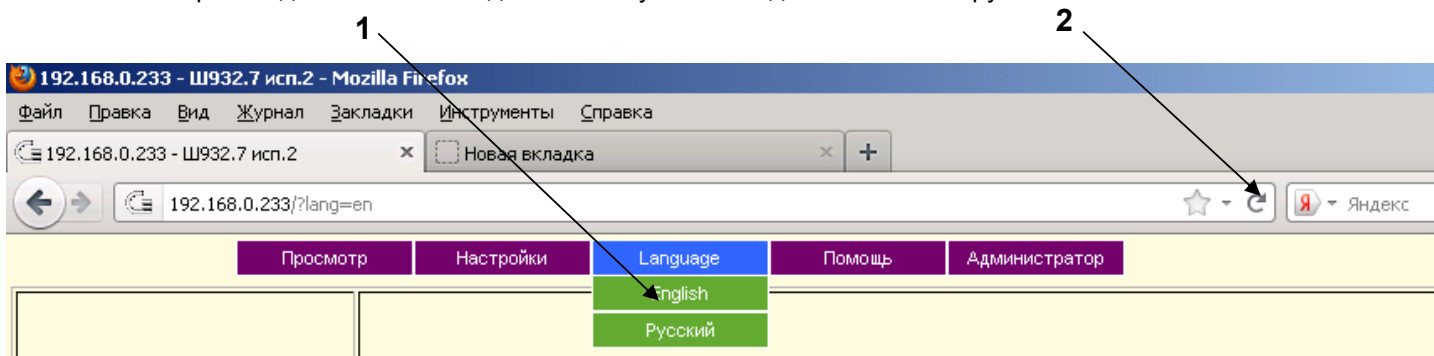 1 2
192.168.0.233 - Ш932.7 исп.2 - Mozilla Firefox
Файл Правка Вид Журнал Закладки Инструменты Справка
192.168.0.233 - Ш932.7 исп.2 × Новая вкладка × +
192.168.0.233/?lang=en Я Яндекс
Просмотр Настройки Language Помощь Администратор
English
Русский